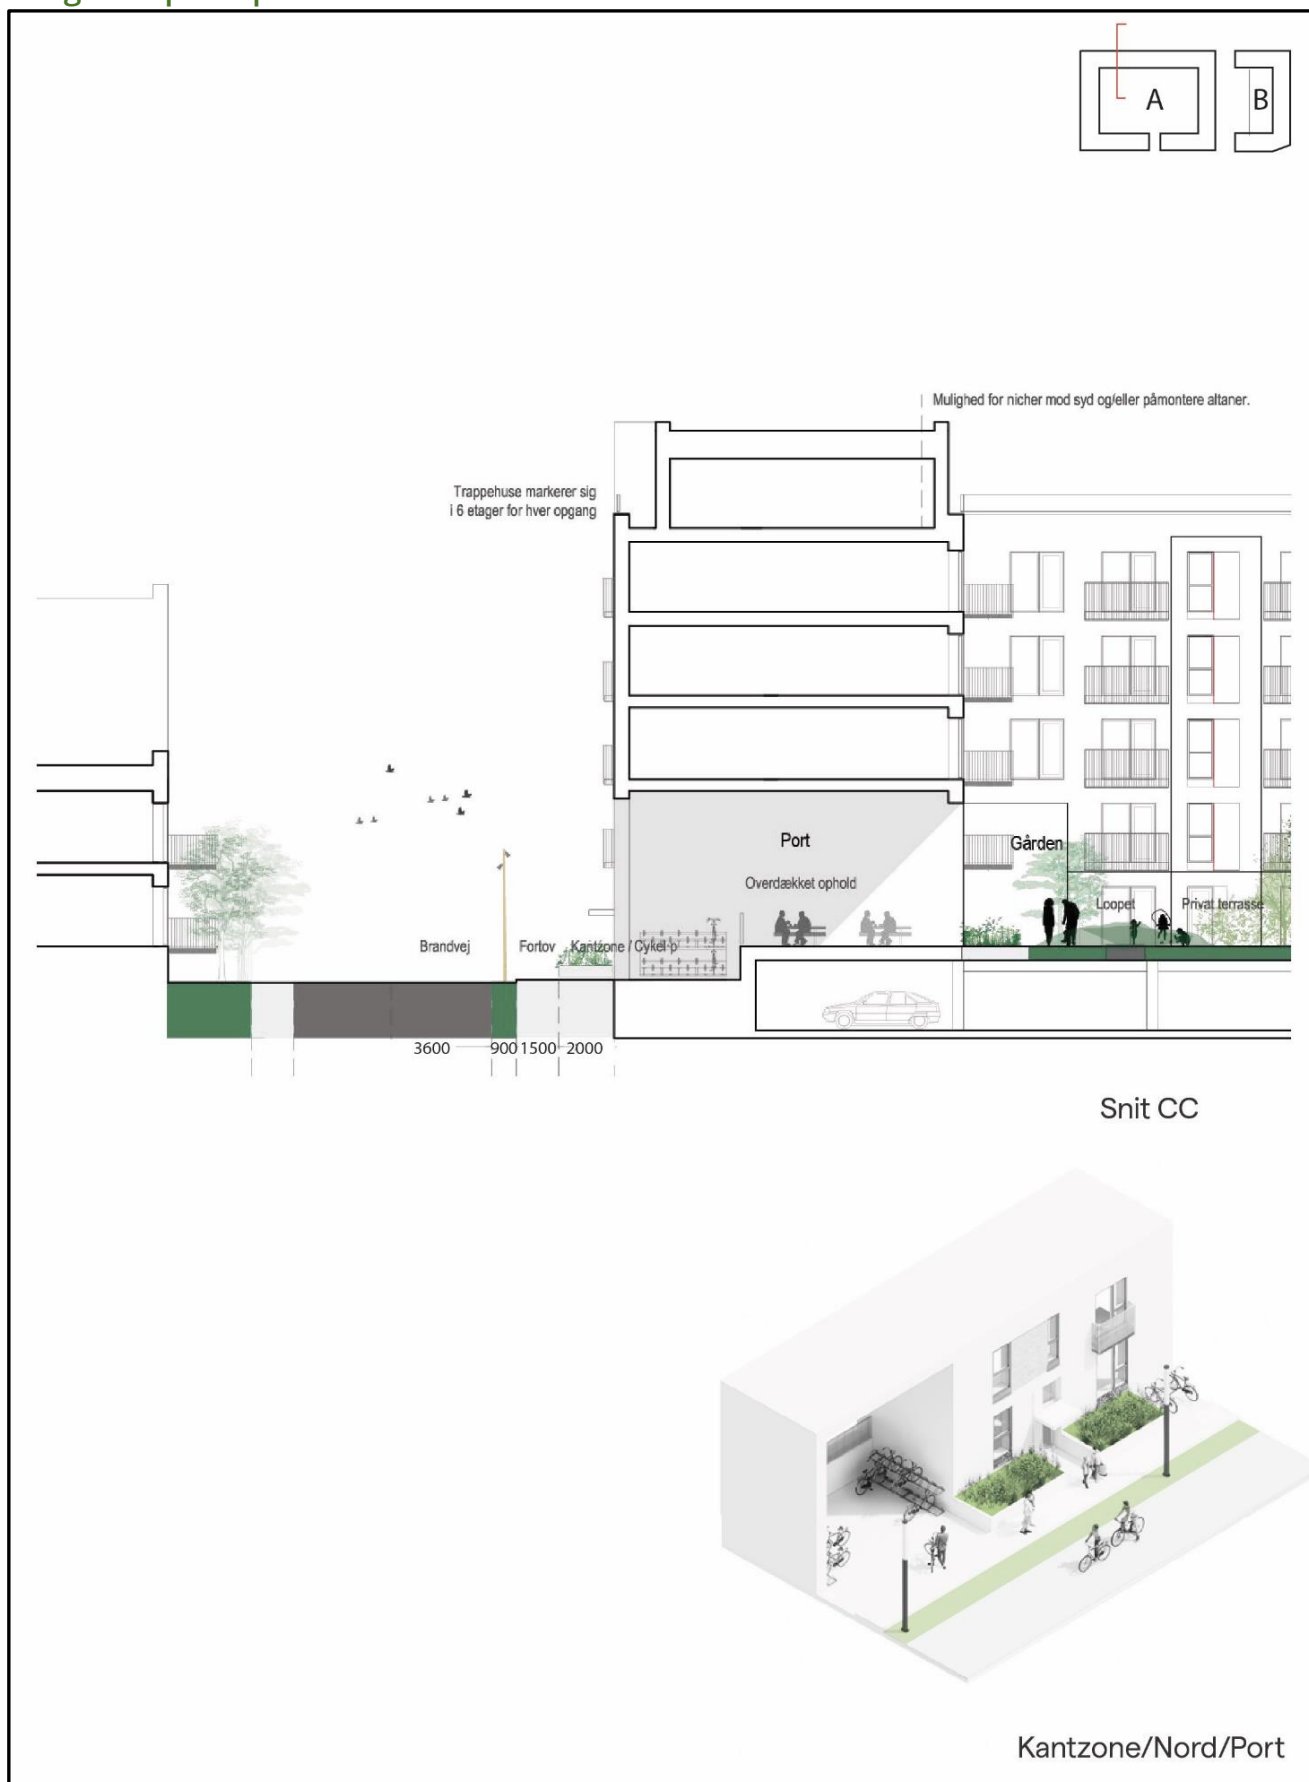 A
B
Mulighed for nicher mod syd og/eller påmontere altaner.
Trappehuse markerer sig
i 6 etager for hver opgang
Port
Gården
Overdækket ophold
Loopet
Privat terrasse
Brandvej
Fortov
Kantzone / Cykel p
3600
900
1500
2000
Snit CC
Kantzone/Nord/Port